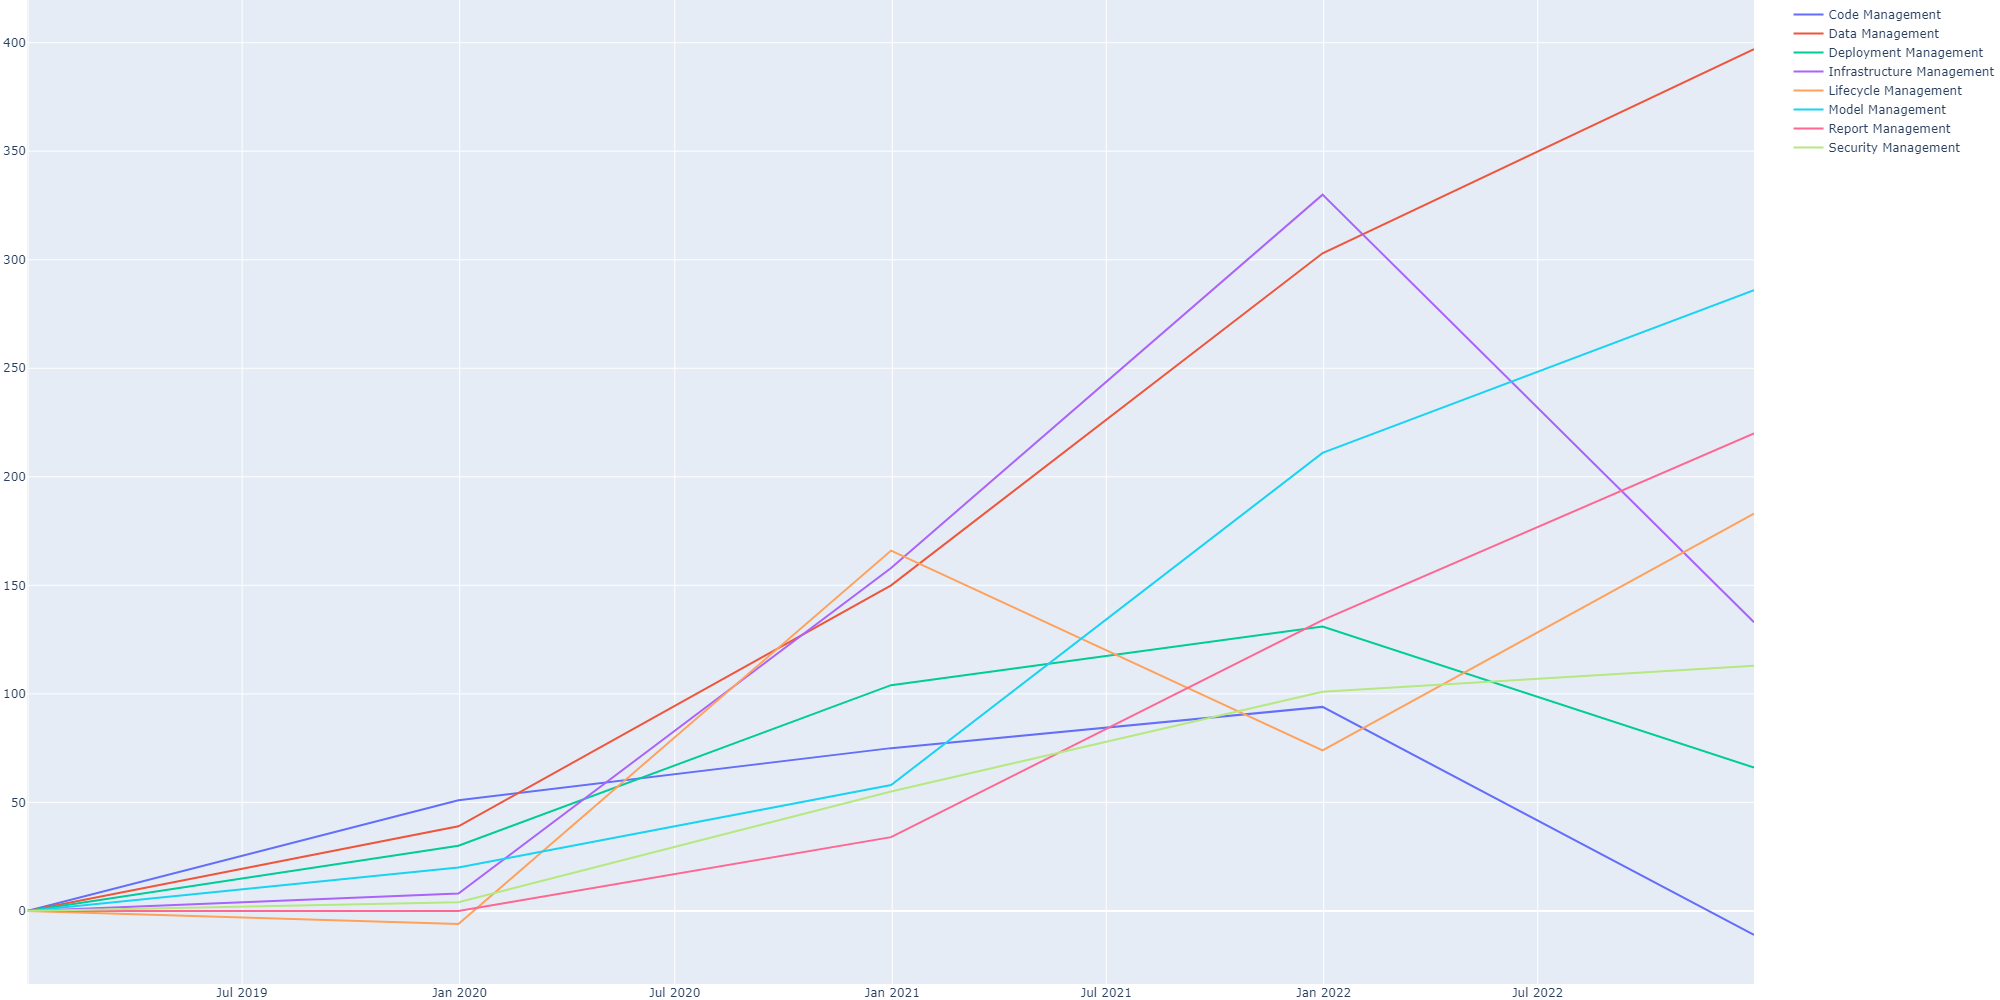 400
350
300
250
200
150
100
50
0
Jul 2019
Jan 2020
Jul 2020
Jan 2021
Jul 2021
Jan 2022
Jul 2022
Code Management
Data Management
Deployment Management
Infrastructure Management
Lifecycle Management
Model Management
Report Management
Security Management